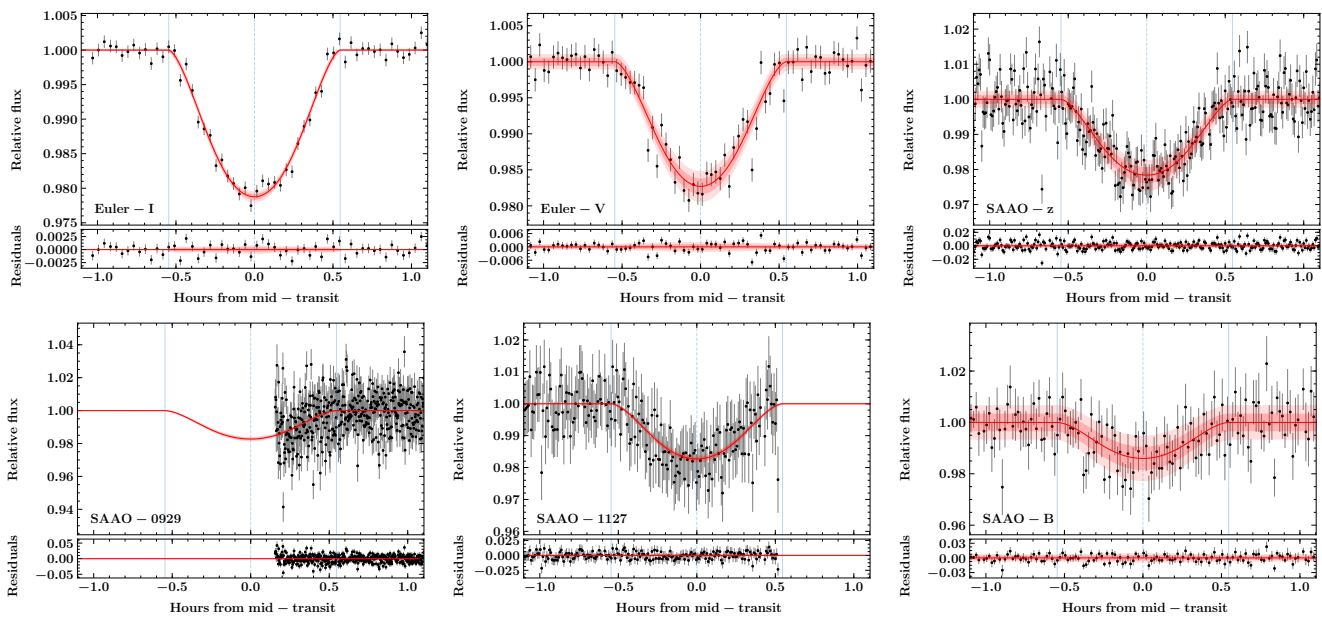 1.005
1.000
0.995
0.990
0.985
0.980
0.975
Relative flux
Euler − I
0.0025
0.0000
−0.0025
Residuals
−1.0 −0.5 0.0 0.5 1.0
Hours from mid − transit
1.005
1.000
0.995
0.990
0.985
0.980
Relative flux
Euler − V
0.006
0.000
−0.006
Residuals
−1.0 −0.5 0.0 0.5 1.0
Hours from mid − transit
1.02
1.00
0.99
0.98
0.97
Relative flux
SAAO − z
0.02
0.00
−0.02
Residuals
−1.0 −0.5 0.0 0.5 1.0
Hours from mid − transit
1.04
1.02
1.00
0.98
0.96
0.94
Relative flux
SAAO − 0929
0.05
0.00
−0.05
Residuals
−1.0 −0.5 0.0 0.5 1.0
Hours from mid − transit
1.02
1.01
1.00
0.99
0.98
0.97
0.96
Relative flux
SAAO − 1127
0.025
0.000
−0.025
Residuals
−1.0 −0.5 0.0 0.5 1.0
Hours from mid − transit
1.02
1.00
0.98
0.96
Relative flux
SAAO − B
0.03
0.00
−0.03
Residuals
−1.0 −0.5 0.0 0.5 1.0
Hours from mid − transit